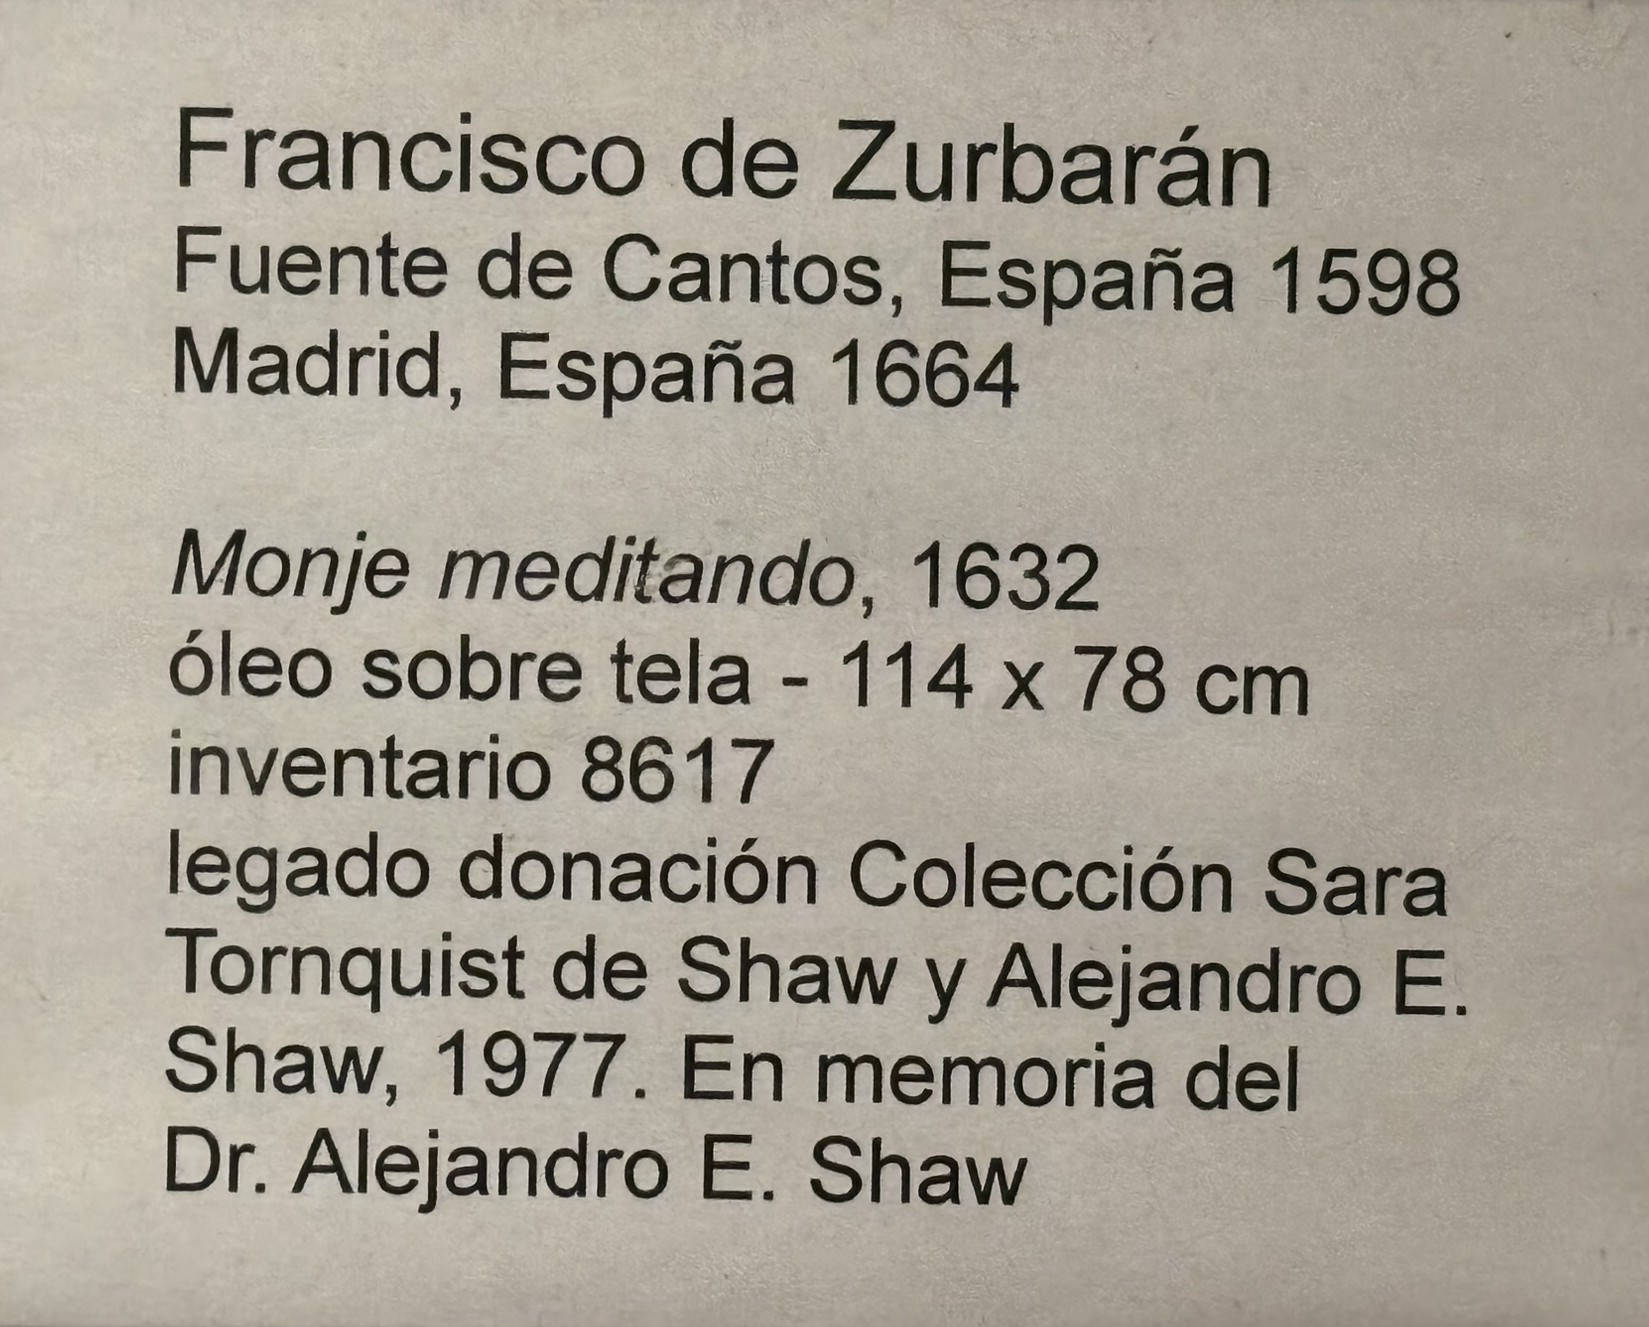 Francisco de Zurbarán
Fuente de Cantos, España 1598
Madrid, España 1664
Monje meditando, 1632
óleo sobre tela - 114 x 78 cm
inventario 8617
legado donación Colección Sara
Tornquist de Shaw y Alejandro E.
Shaw, 1977. En memoria del
Dr. Alejandro E. Shaw